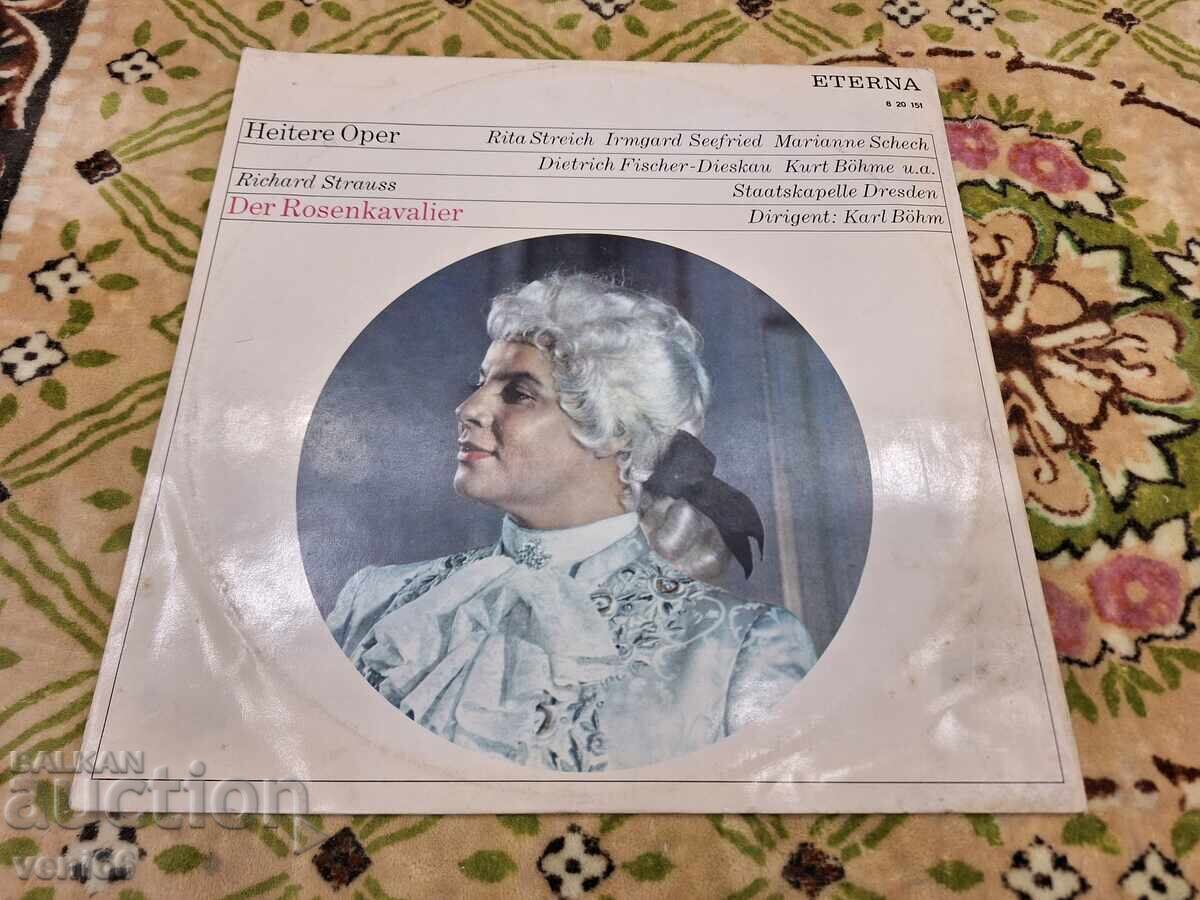 ETERNA
8 20 151
Heitere Oper
Rita Streich Irmgard Seefried Marianne Schech
Dietrich Fischer-Dieskau Kurt Böhme u.a.
Richard Strauss
Staatskapelle Dresden
Der Rosenkavalier
Dirigent: Karl Böhm
BALKAN
auction
veni66